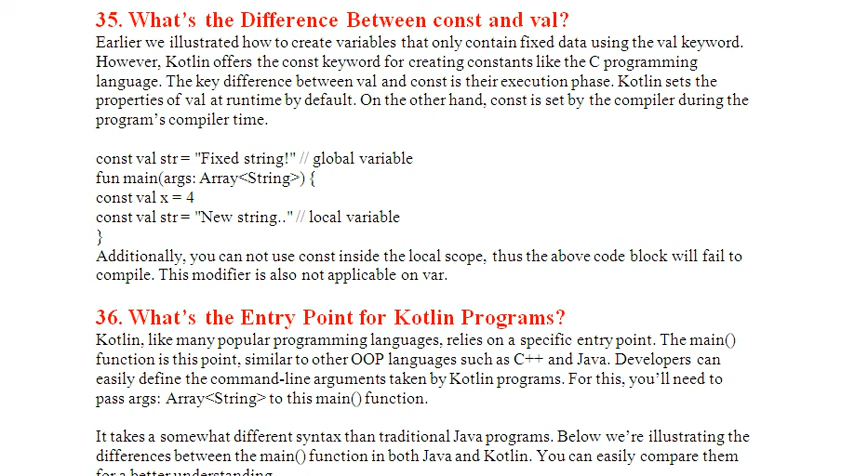 35. What's the Difference Between const and val?
Earlier we illustrated how to create variables that only contain fixed data using the val keyword.
However, Kotlin offers the const keyword for creating constants like the C programming
language. The key difference between val and const is their execution phase. Kotlin sets the
properties of val at runtime by default. On the other hand, const is set by the compiler during the
program's compiler time.
const val str = "Fixed string!" // global variable
fun main(args: Array<String>) {
const val x = 4
const val str = "New string.." // local variable
}
Additionally, you can not use const inside the local scope, thus the above code block will fail to
compile. This modifier is also not applicable on var.
36. What's the Entry Point for Kotlin Programs?
Kotlin, like many popular programming languages, relies on a specific entry point. The main()
function is this point, similar to other OOP languages such as C++ and Java. Developers can
easily define the command-line arguments taken by Kotlin programs. For this, you'll need to
pass args: Array<String> to this main() function.
It takes a somewhat different syntax than traditional Java programs. Below we're illustrating the
differences between the main() function in both Java and Kotlin. You can easily compare them
for a better understanding.